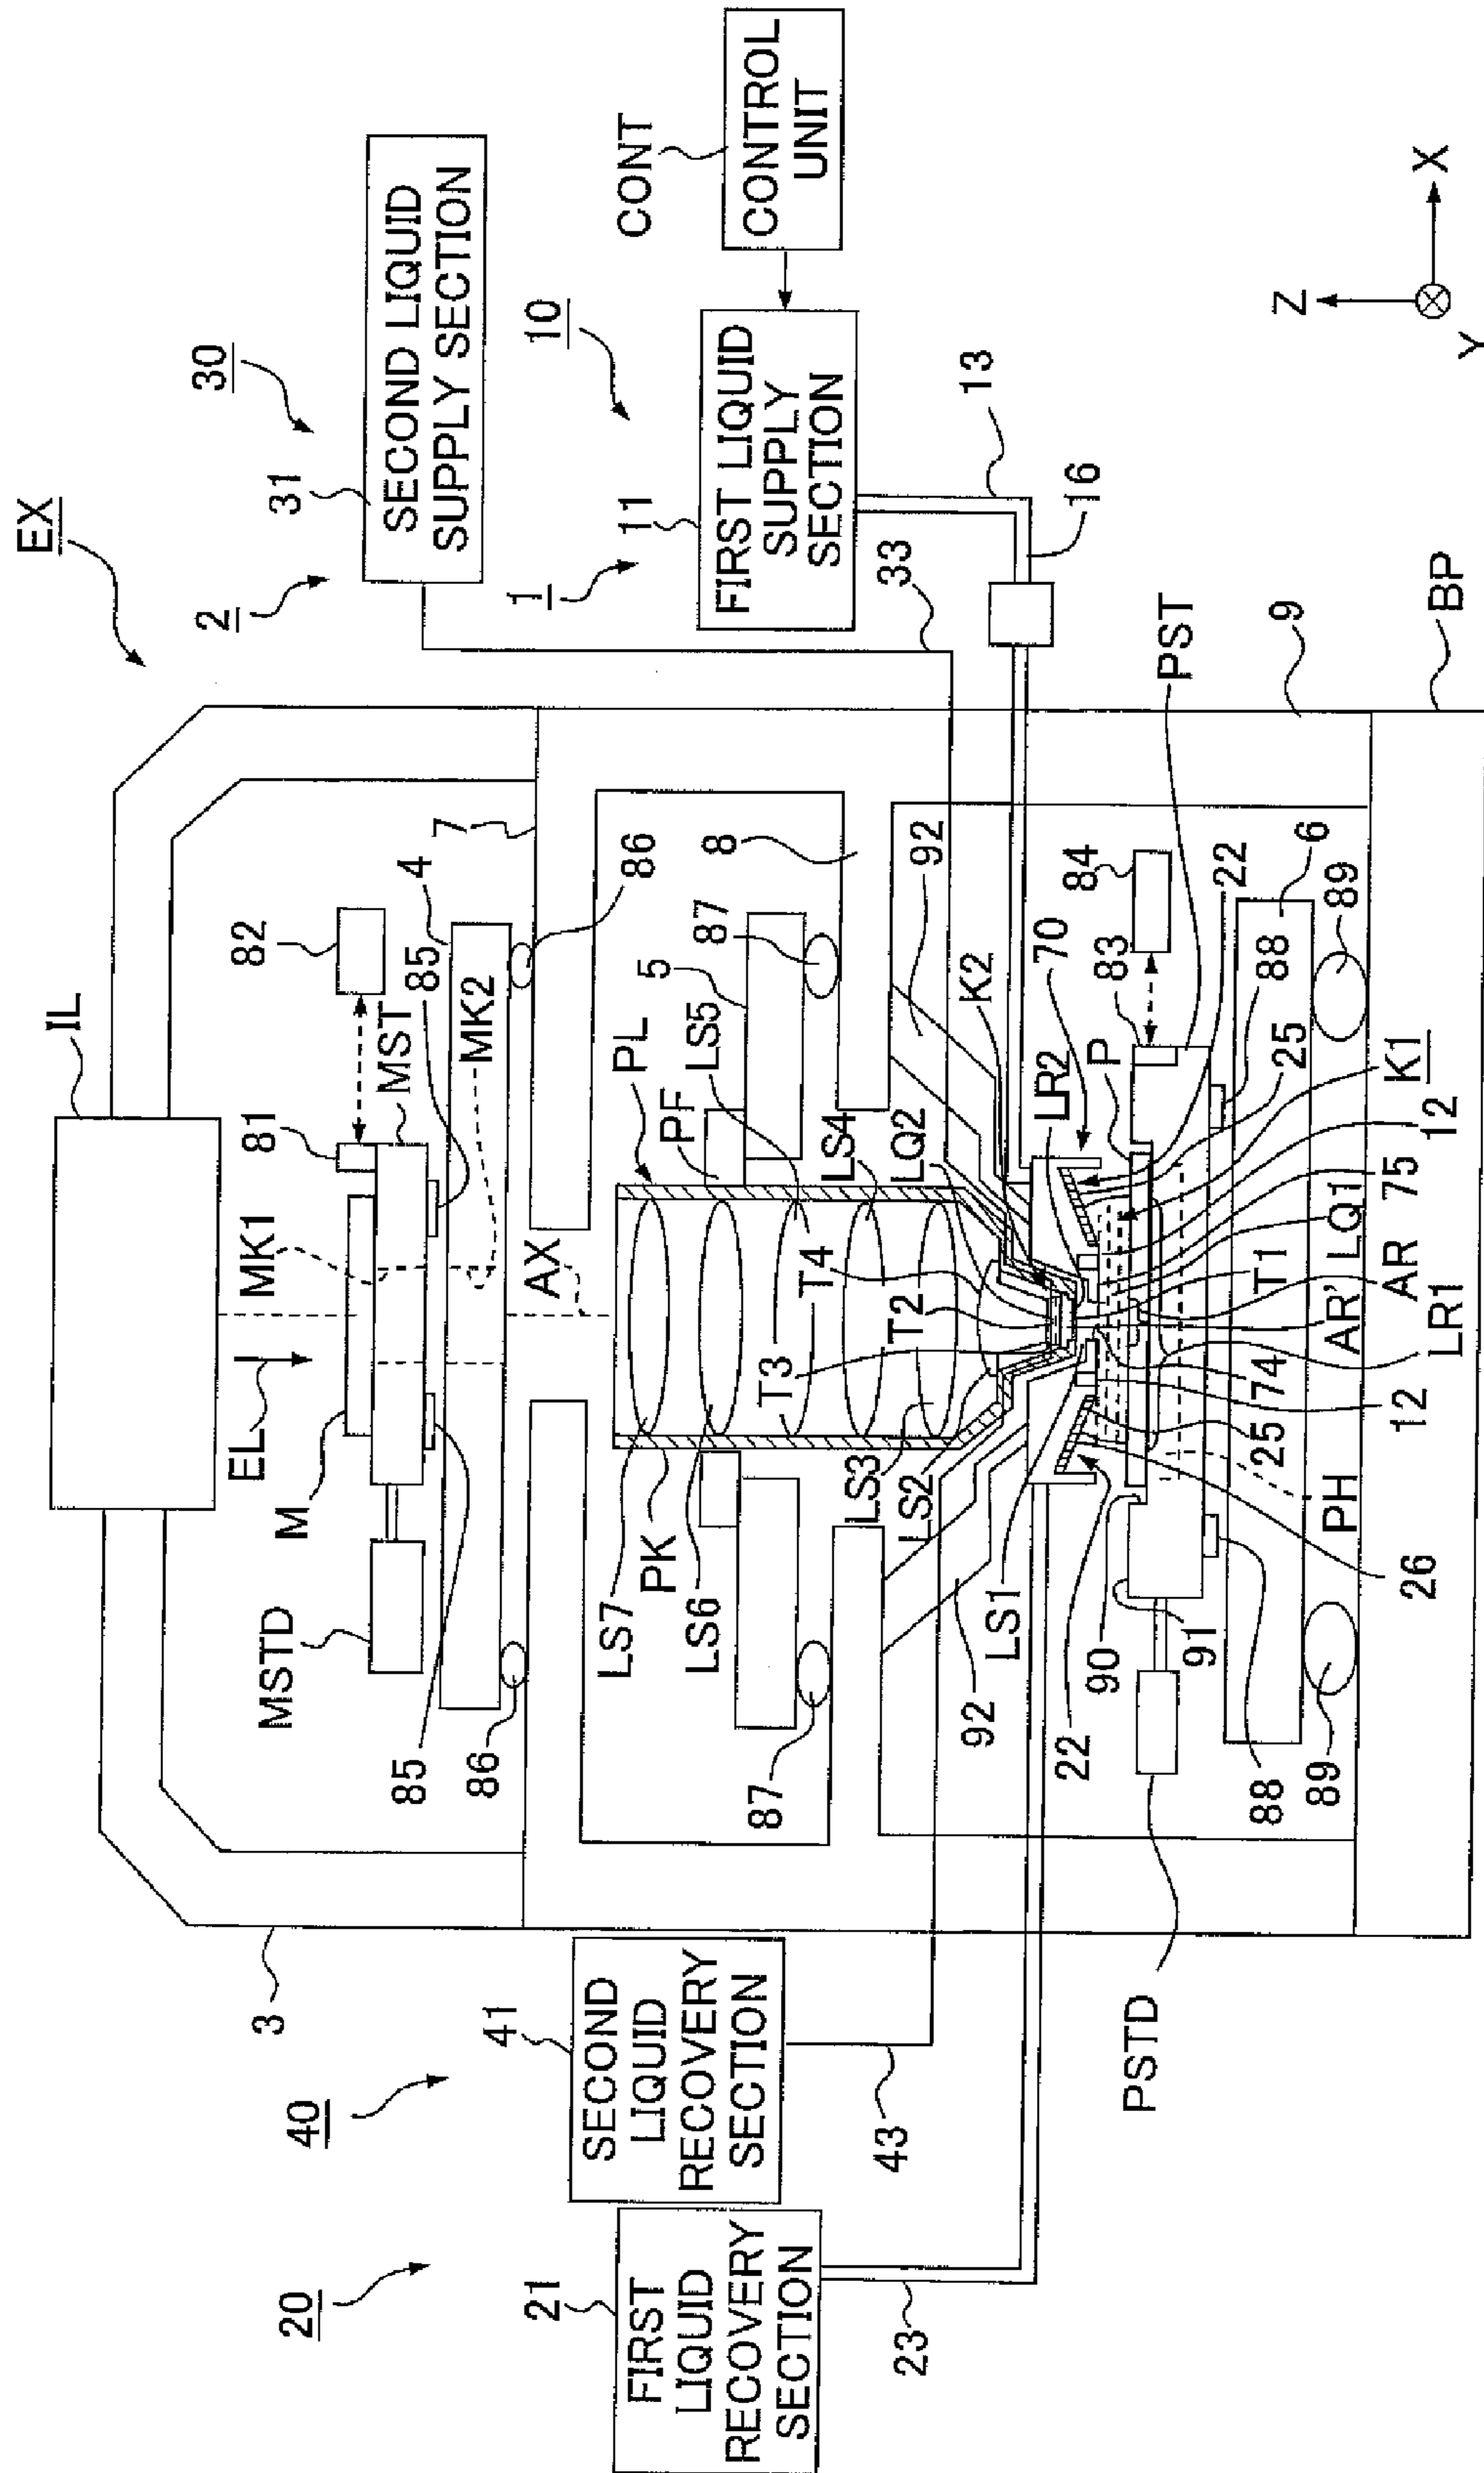 EX
IL
2
30
31
SECOND LIQUID
SUPPLY SECTION
1
10
11
FIRST LIQUID
SUPPLY
SECTION
CONT
CONTROL
UNIT
33
13
16
3
EL
M
MSTD
MK1
81
82
MST
4
85
85
MK2
86
86
7
AX
8
5
87
87
PF
PL
LS5
LS4
LQ2
K2
92
92
92
LS7
LS6
PK
LS3
LS2
LS1
T4
T3
T2
T1
LR2
70
P
83
84
PST
22
22
6
88
88
89
89
25
25
K1
12
12
75
LQ1
AR
AR'
LR1
74
PH
26
90
91
PSTD
9
BP
40
41
SECOND
LIQUID
RECOVERY
SECTION
43
20
21
FIRST
LIQUID
RECOVERY
SECTION
23
Z
X
Y